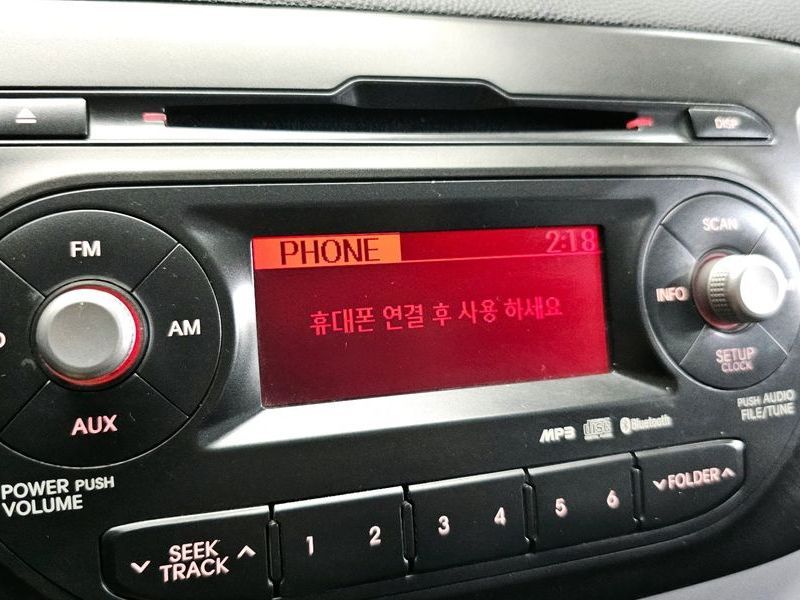 DISP
FM
AM
AUX
POWER PUSH
VOLUME
PHONE 2:18
휴대폰 연결 후 사용 하세요
SCAN
INFO
SETUP
CLOCK
PUSH AUDIO
FILE/TUNE
MP3 disc Bluetooth
SEEK
TRACK
1 2 3 4 5 6
FOLDER